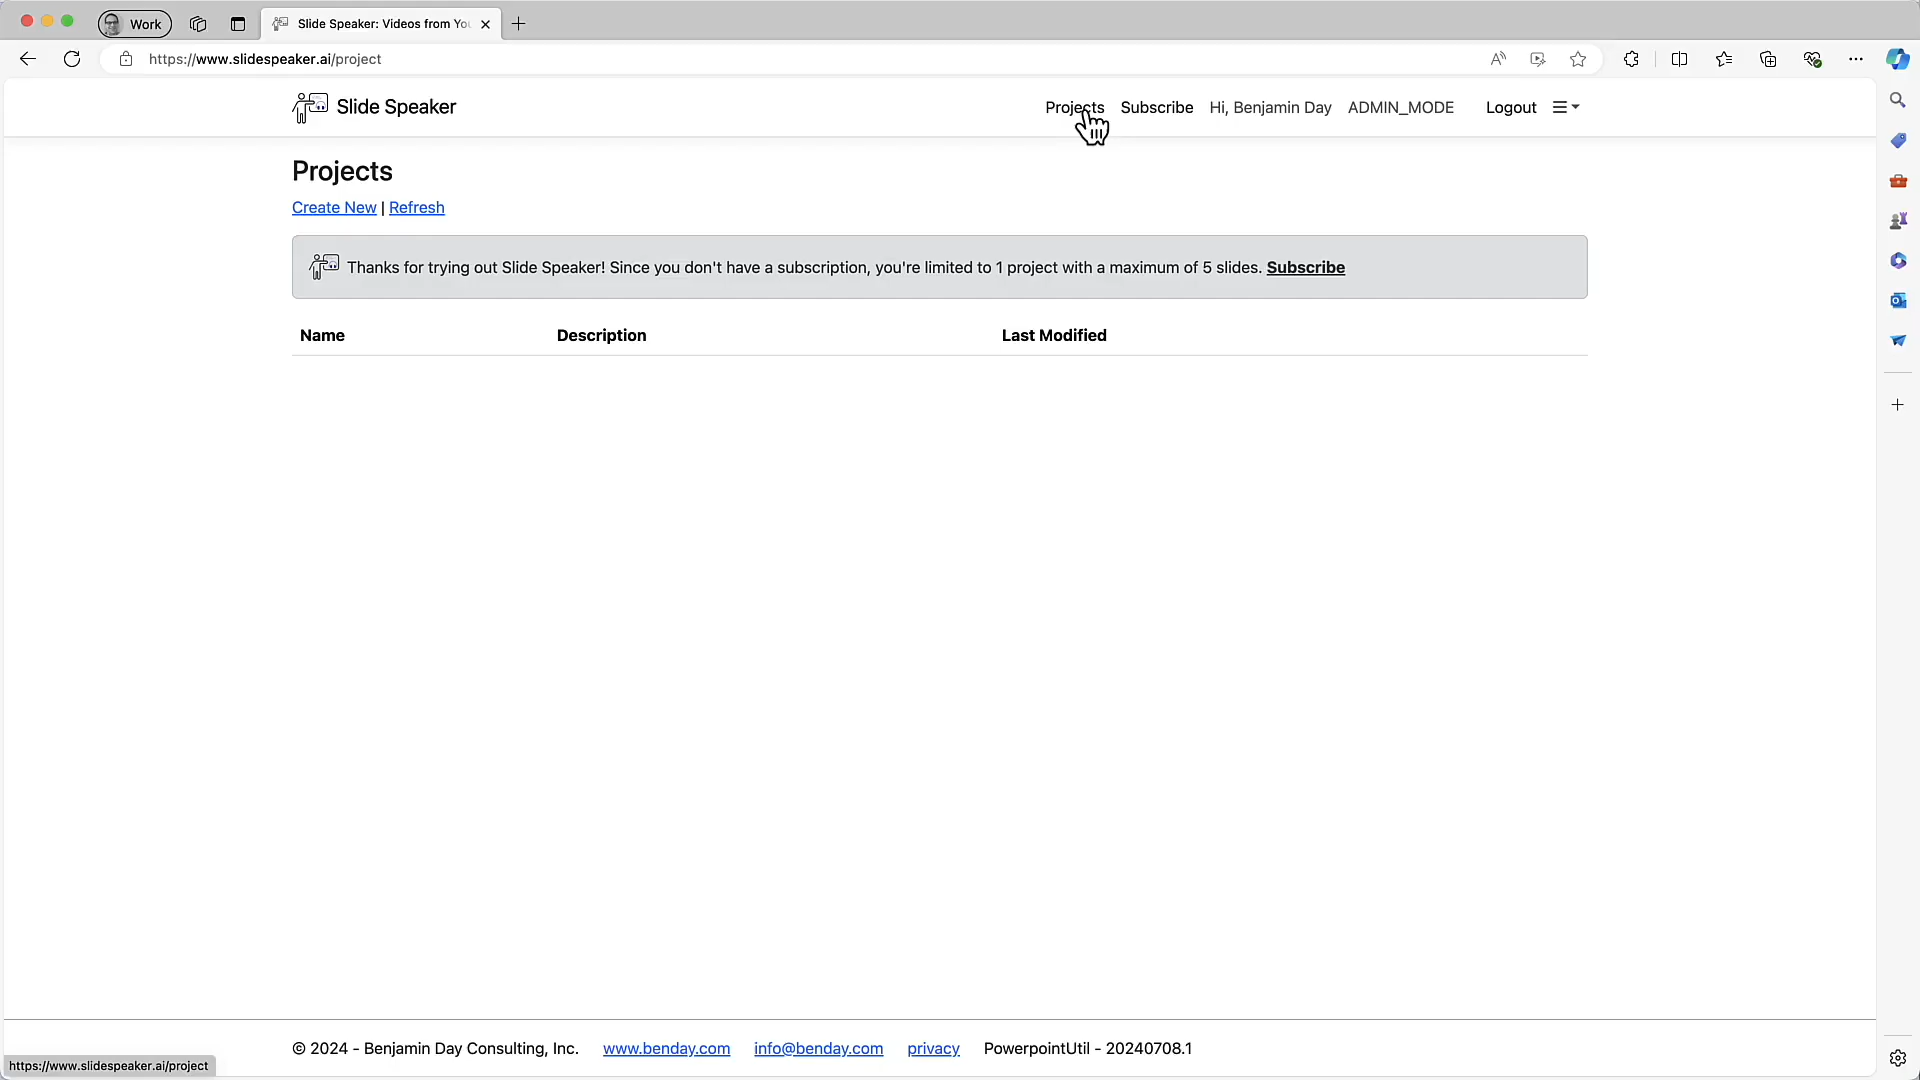 Work
Slide Speaker: Videos from You
https://www.slidespeaker.ai/project
Slide Speaker
Projects
Subscribe
Hi, Benjamin Day
ADMIN_MODE
Logout
Projects
Create New | Refresh
Thanks for trying out Slide Speaker! Since you don't have a subscription, you're limited to 1 project with a maximum of 5 slides. Subscribe
Name
Description
Last Modified
© 2024 - Benjamin Day Consulting, Inc.
www.benday.com
info@benday.com
privacy
PowerpointUtil - 20240708.1
https://www.slidespeaker.ai/project